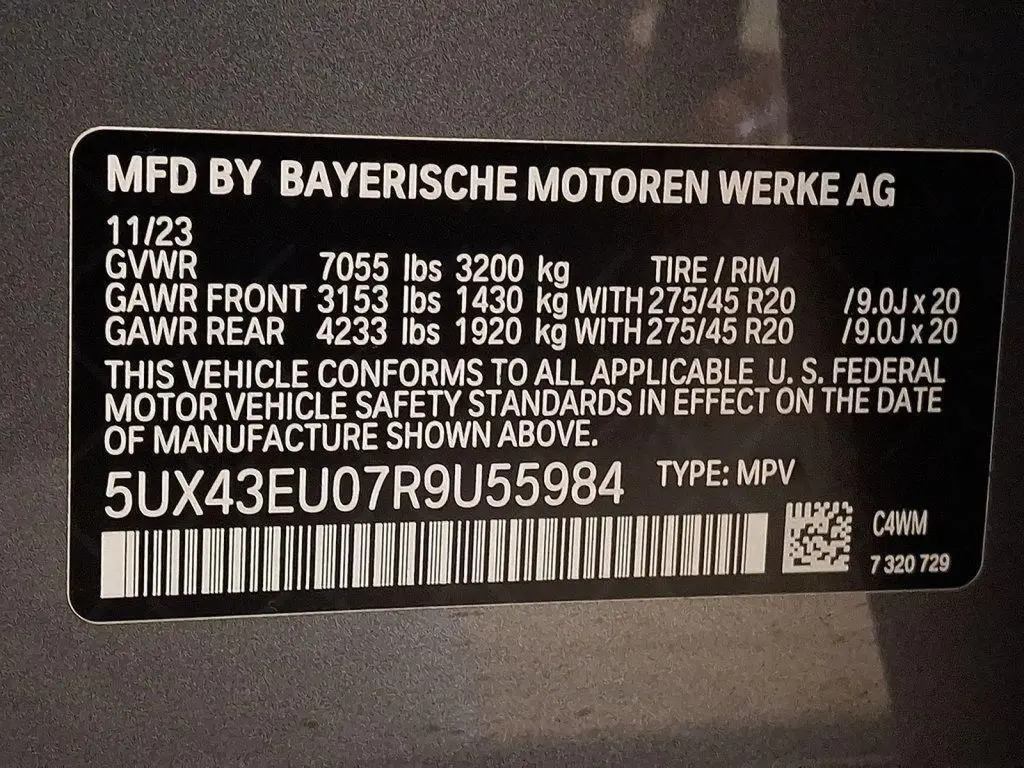 MFD BY BAYERISCHE MOTOREN WERKE AG
11/23
GVWR 7055 lbs 3200 kg TIRE / RIM
GAWR FRONT 3153 lbs 1430 kg WITH 275/45 R20 /9.0J x 20
GAWR REAR 4233 lbs 1920 kg WITH 275/45 R20 /9.0J x 20
THIS VEHICLE CONFORMS TO ALL APPLICABLE U. S. FEDERAL
MOTOR VEHICLE SAFETY STANDARDS IN EFFECT ON THE DATE
OF MANUFACTURE SHOWN ABOVE.
5UX43EU07R9U55984 TYPE: MPV
C4WM
7 320 729